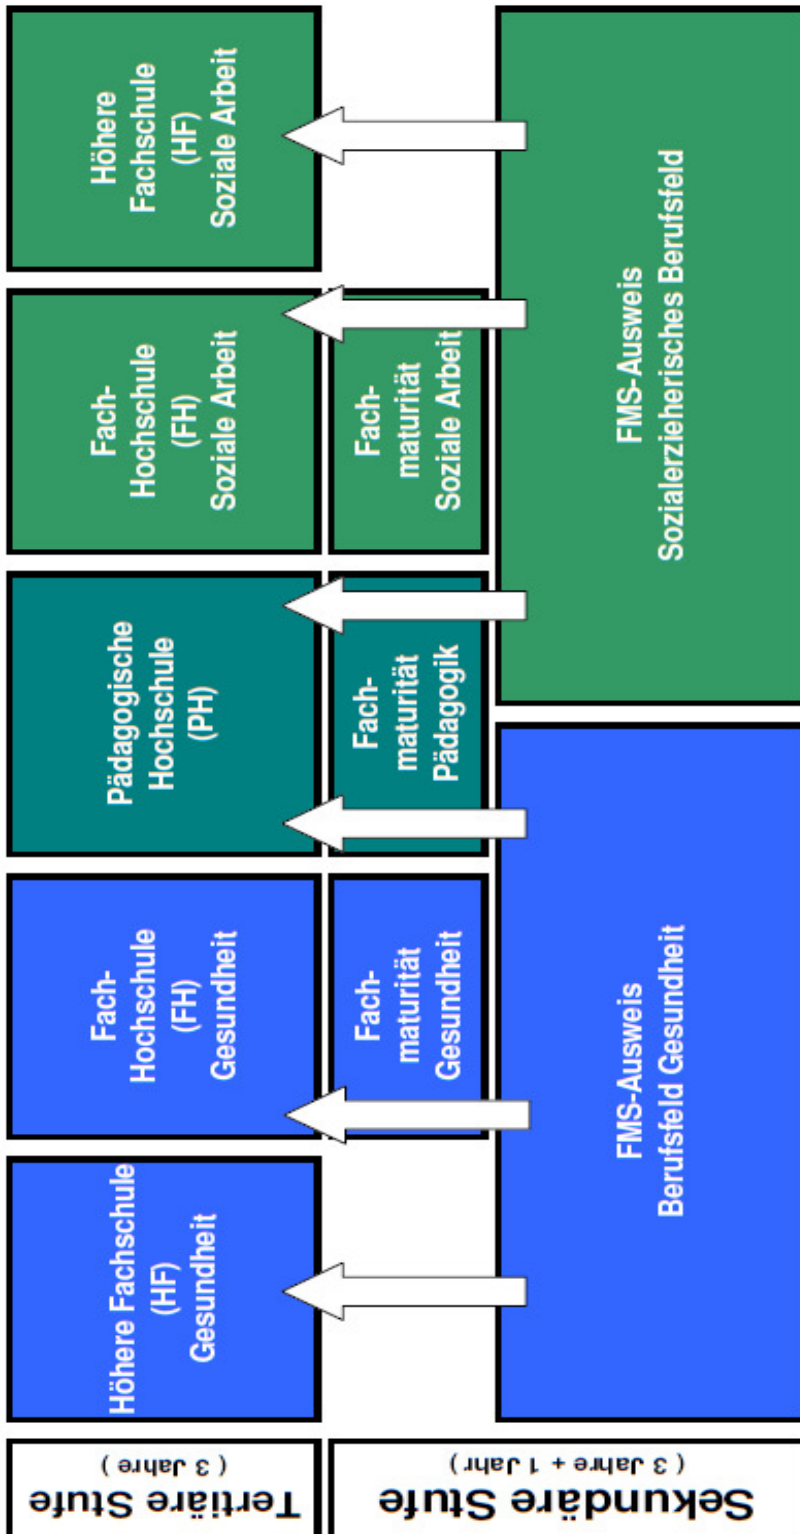 Tertiäre Stufe
( 3 Jahre )
Höhere Fachschule
(HF)
Gesundheit
Fach-
Hochschule
(FH)
Gesundheit
Pädagogische
Hochschule
(PH)
Fach-
Hochschule
(FH)
Soziale Arbeit
Höhere
Fachschule
(HF)
Soziale Arbeit
Sekundäre Stufe
( 3 Jahre + 1 Jahr )
Fach-
maturität
Gesundheit
Fach-
maturität
Pädagogik
Fach-
maturität
Soziale Arbeit
FMS-Ausweis
Berufsfeld Gesundheit
FMS-Ausweis
Sozialerzieherisches Berufsfeld